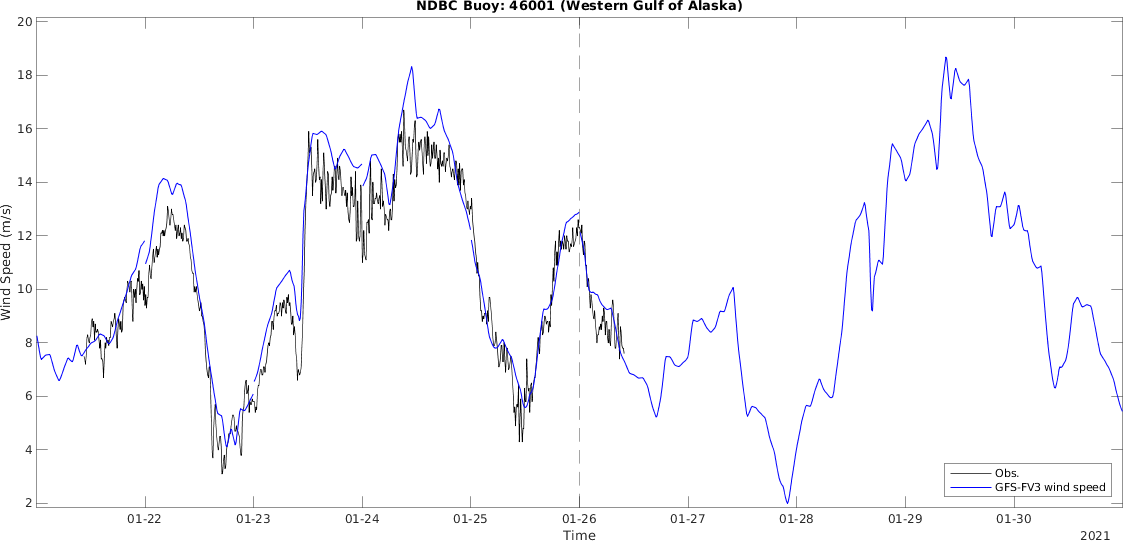 NDBC Buoy: 46001 (Western Gulf of Alaska)
20
18
16
14
12
10
8
6
4
2
Wind Speed (m/s)
01-22 01-23 01-24 01-25 01-26 01-27 01-28 01-29 01-30
Time
2021
Obs.
GFS-FV3 wind speed